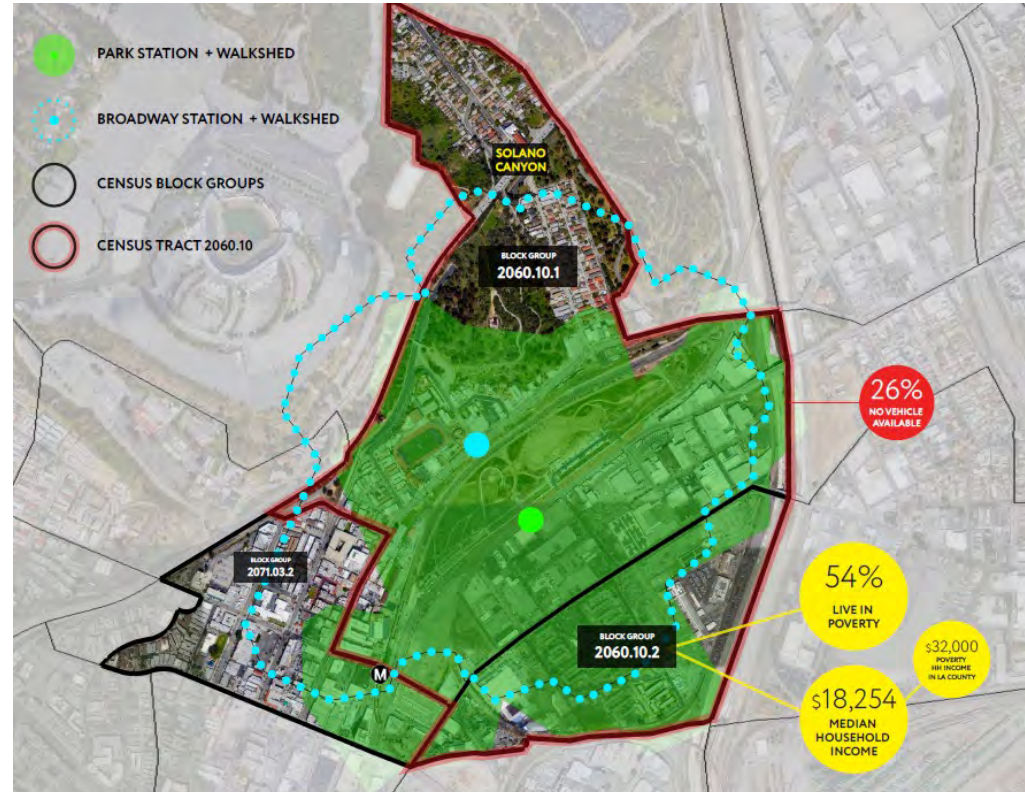 PARK STATION + WALKSHED
BROADWAY STATION + WALKSHED
CENSUS BLOCK GROUPS
CENSUS TRACT 2060.10
SOLANO
CANYON
BLOCK GROUP
2060.10.1
26%
NO VEHICLE
AVAILABLE
BLOCK GROUP
2071.03.2
54%
LIVE IN
POVERTY
BLOCK GROUP
2060.10.2
$32,000
POVERTY
HH INCOME
IN LA COUNTY
M
$18,254
MEDIAN
HOUSEHOLD
INCOME